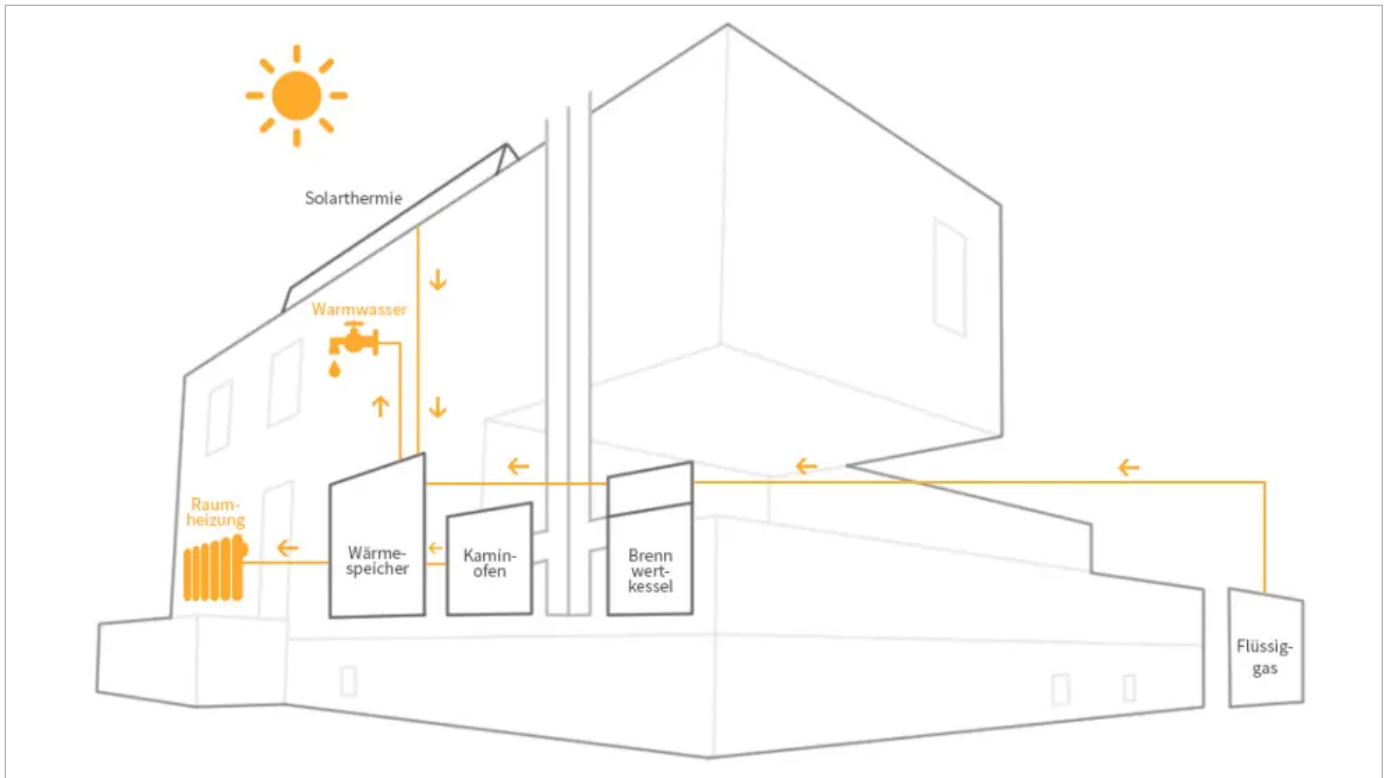 Solarthermie
Warmwasser
Raum-
heizung
Wärme-
speicher
Kamin-
ofen
Brenn
wert-
kessel
Flüssig-
gas